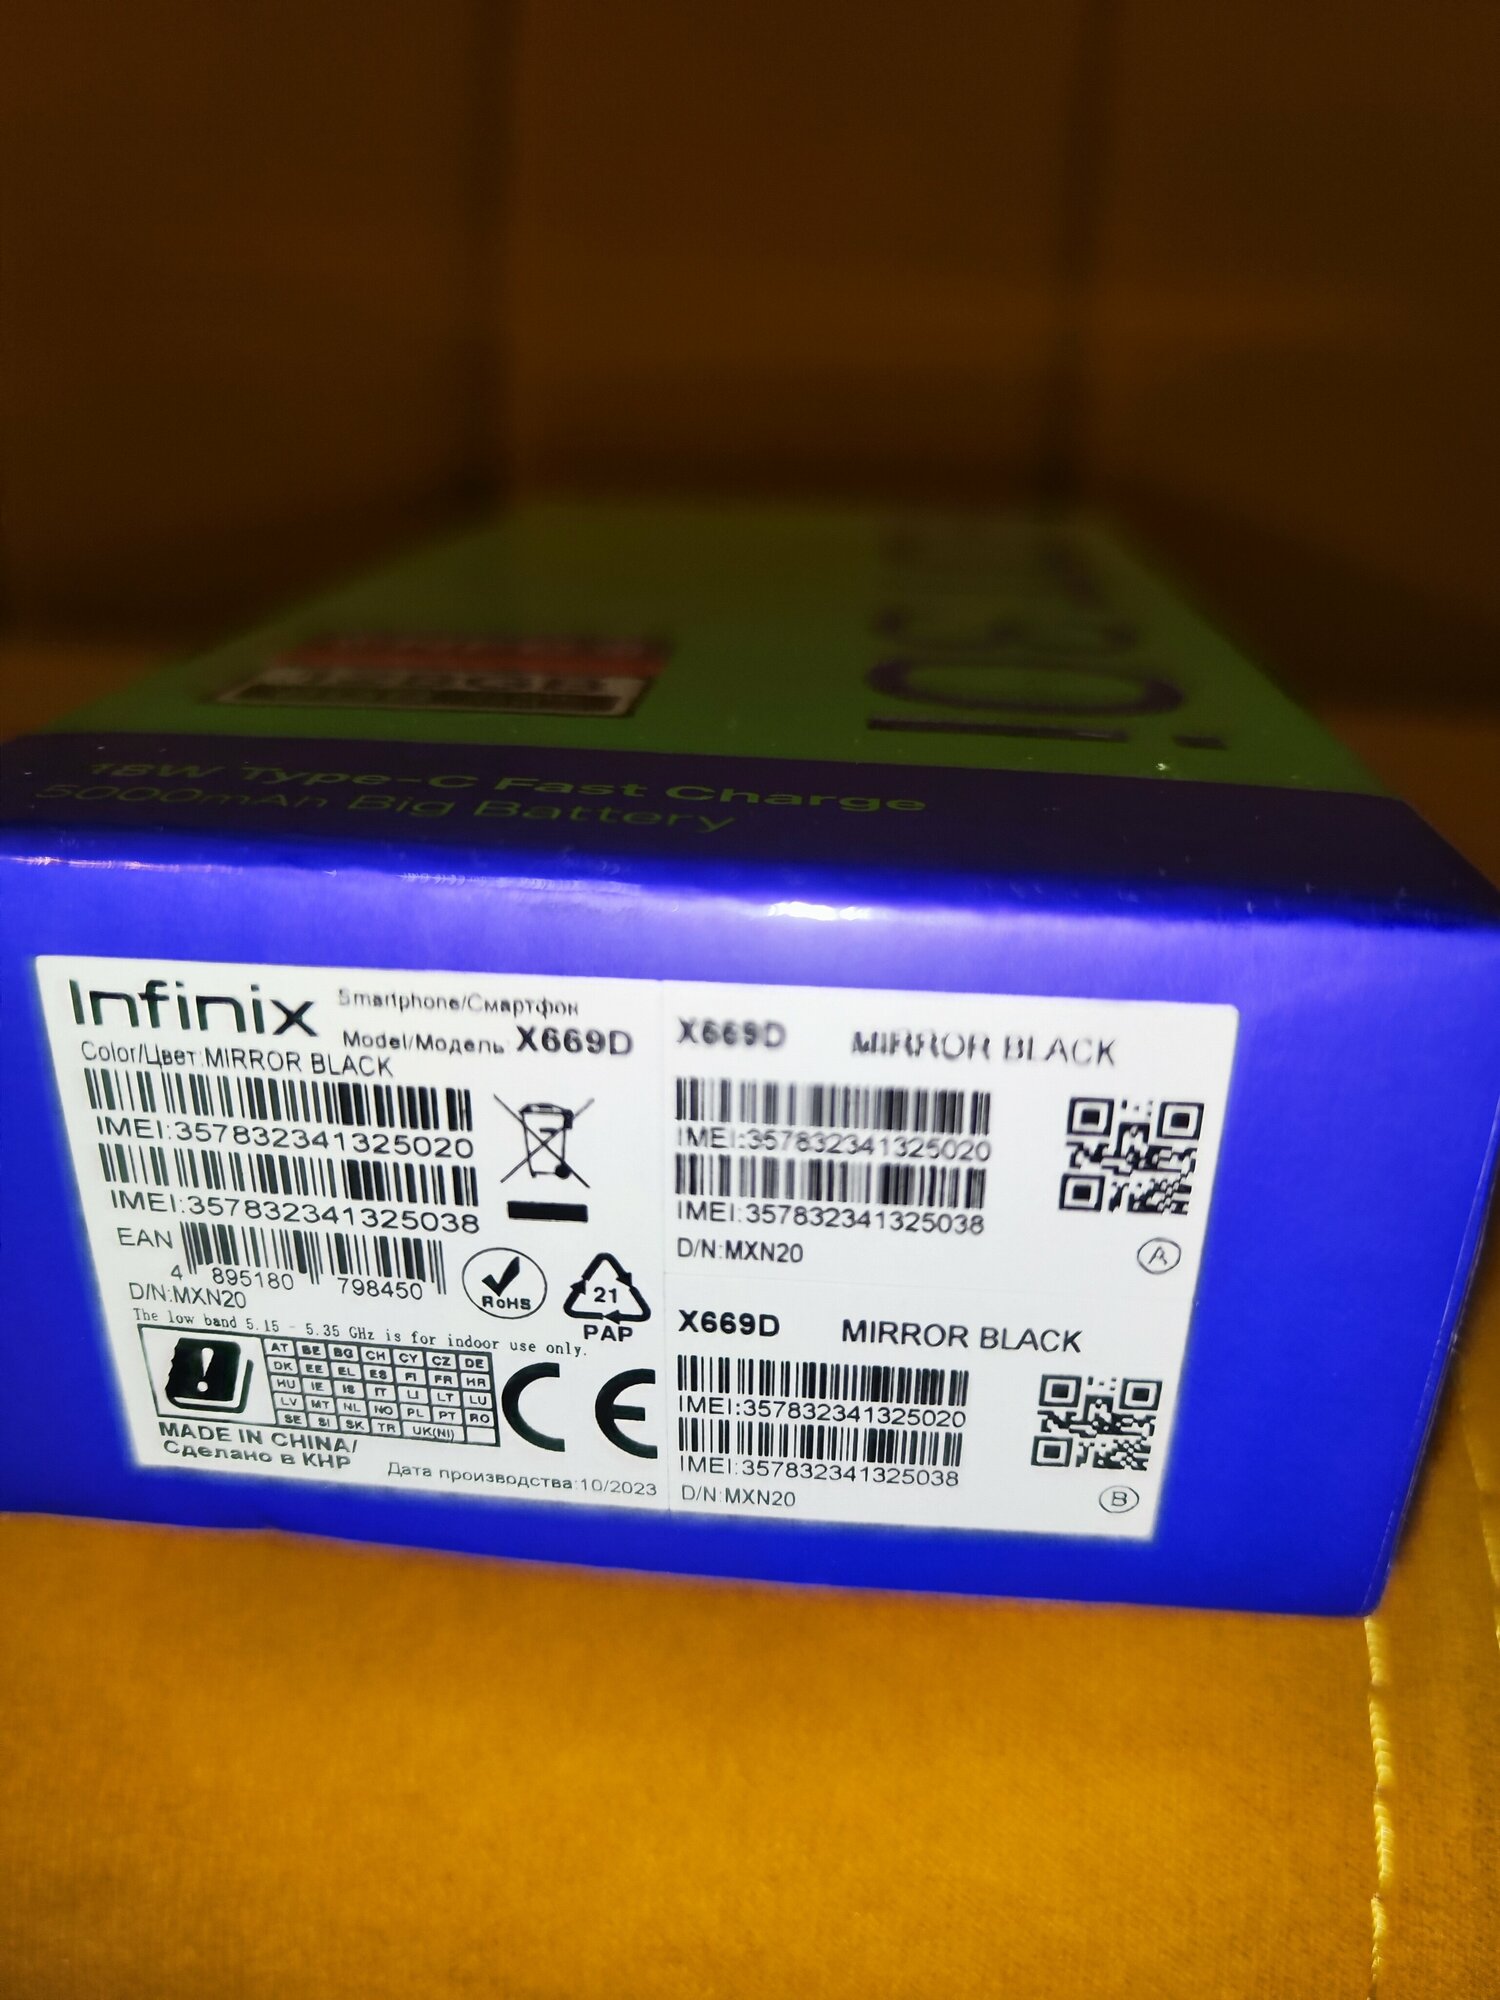 128GB
18W Type-C Fast Charge
5000mAh Big Battery
Infinix
Smartphone/Смартфон
Model/Модель: X669D
Color/Цвет:MIRROR BLACK
IMEI:357832341325020
IMEI:357832341325038
EAN
4 895180 798450
D/N:MXN20
RoHS
21
PAP
The low band 5.15 - 5.35 GHz is for indoor use only.
AT BE BG CH CY CZ DE
DK EE EL ES FI FR HR
HU IE IS IT LI LT LU
LV MT NL NO PL PT RO
SE SI SK TR UK(NI)
CE
MADE IN CHINA/
Сделано в КНР
Дата производства:10/2023
X669D MIRROR BLACK
IMEI:357832341325020
IMEI:357832341325038
D/N:MXN20
A
X669D MIRROR BLACK
IMEI:357832341325020
IMEI:357832341325038
D/N:MXN20
B